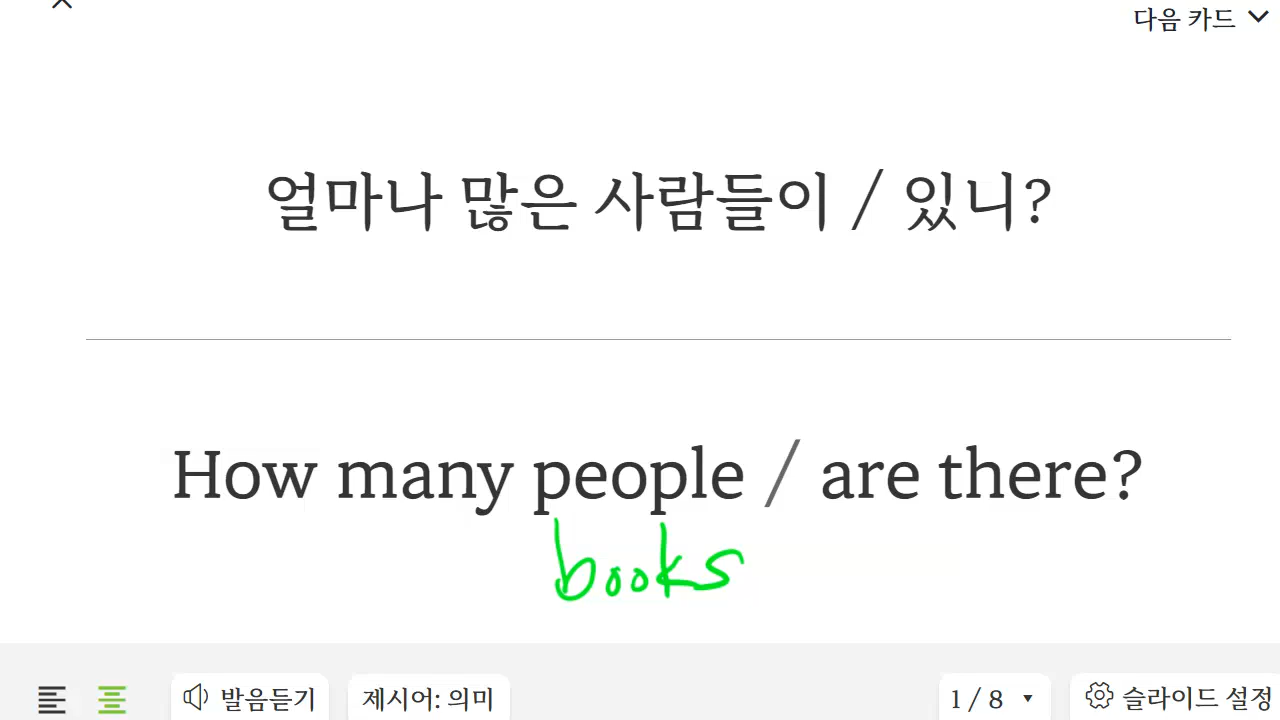 다음 카드
얼마나 많은 사람들이 / 있니?
How many people / are there?
books
발음듣기 제시어: 의미 1 / 8 슬라이드 설정